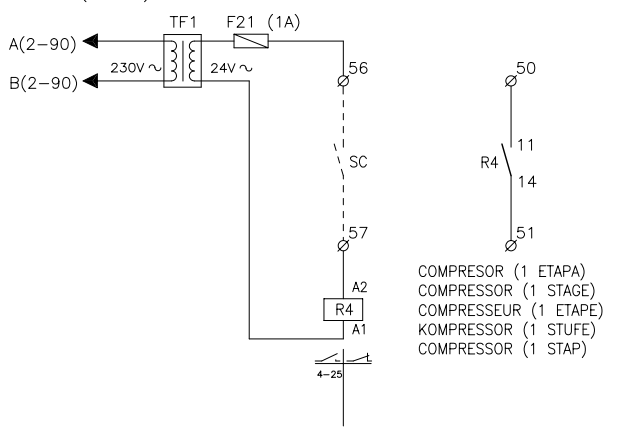 TF1
F21 (1A)
A(2-90)
230V ~
24V ~
B(2-90)
56
50
SC
R4
11
14
57
51
COMPRESOR (1 ETAPA)
COMPRESSOR (1 STAGE)
COMPRESSEUR (1 ETAPE)
KOMPRESSOR (1 STUFE)
COMPRESSOR (1 STAP)
A2
R4
A1
4-25